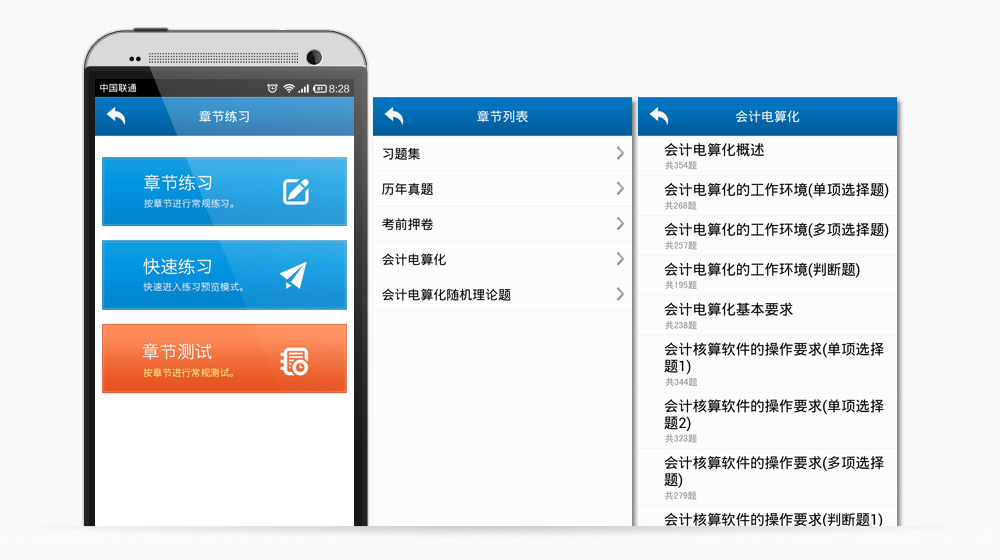 中国联通
8:28
章节练习
章节练习
按章节进行常规练习。
快速练习
快速进入练习预览模式。
章节测试
按章节进行常规测试。
章节列表
习题集
历年真题
考前押卷
会计电算化
会计电算化随机理论题
会计电算化
会计电算化概述
共354题
会计电算化的工作环境(单项选择题)
共268题
会计电算化的工作环境(多项选择题)
共257题
会计电算化的工作环境(判断题)
共195题
会计电算化基本要求
共238题
会计核算软件的操作要求(单项选择
题1)
共344题
会计核算软件的操作要求(单项选择
题2)
共323题
会计核算软件的操作要求(多项选择
题)
共279题
会计核算软件的操作要求(判断题1)